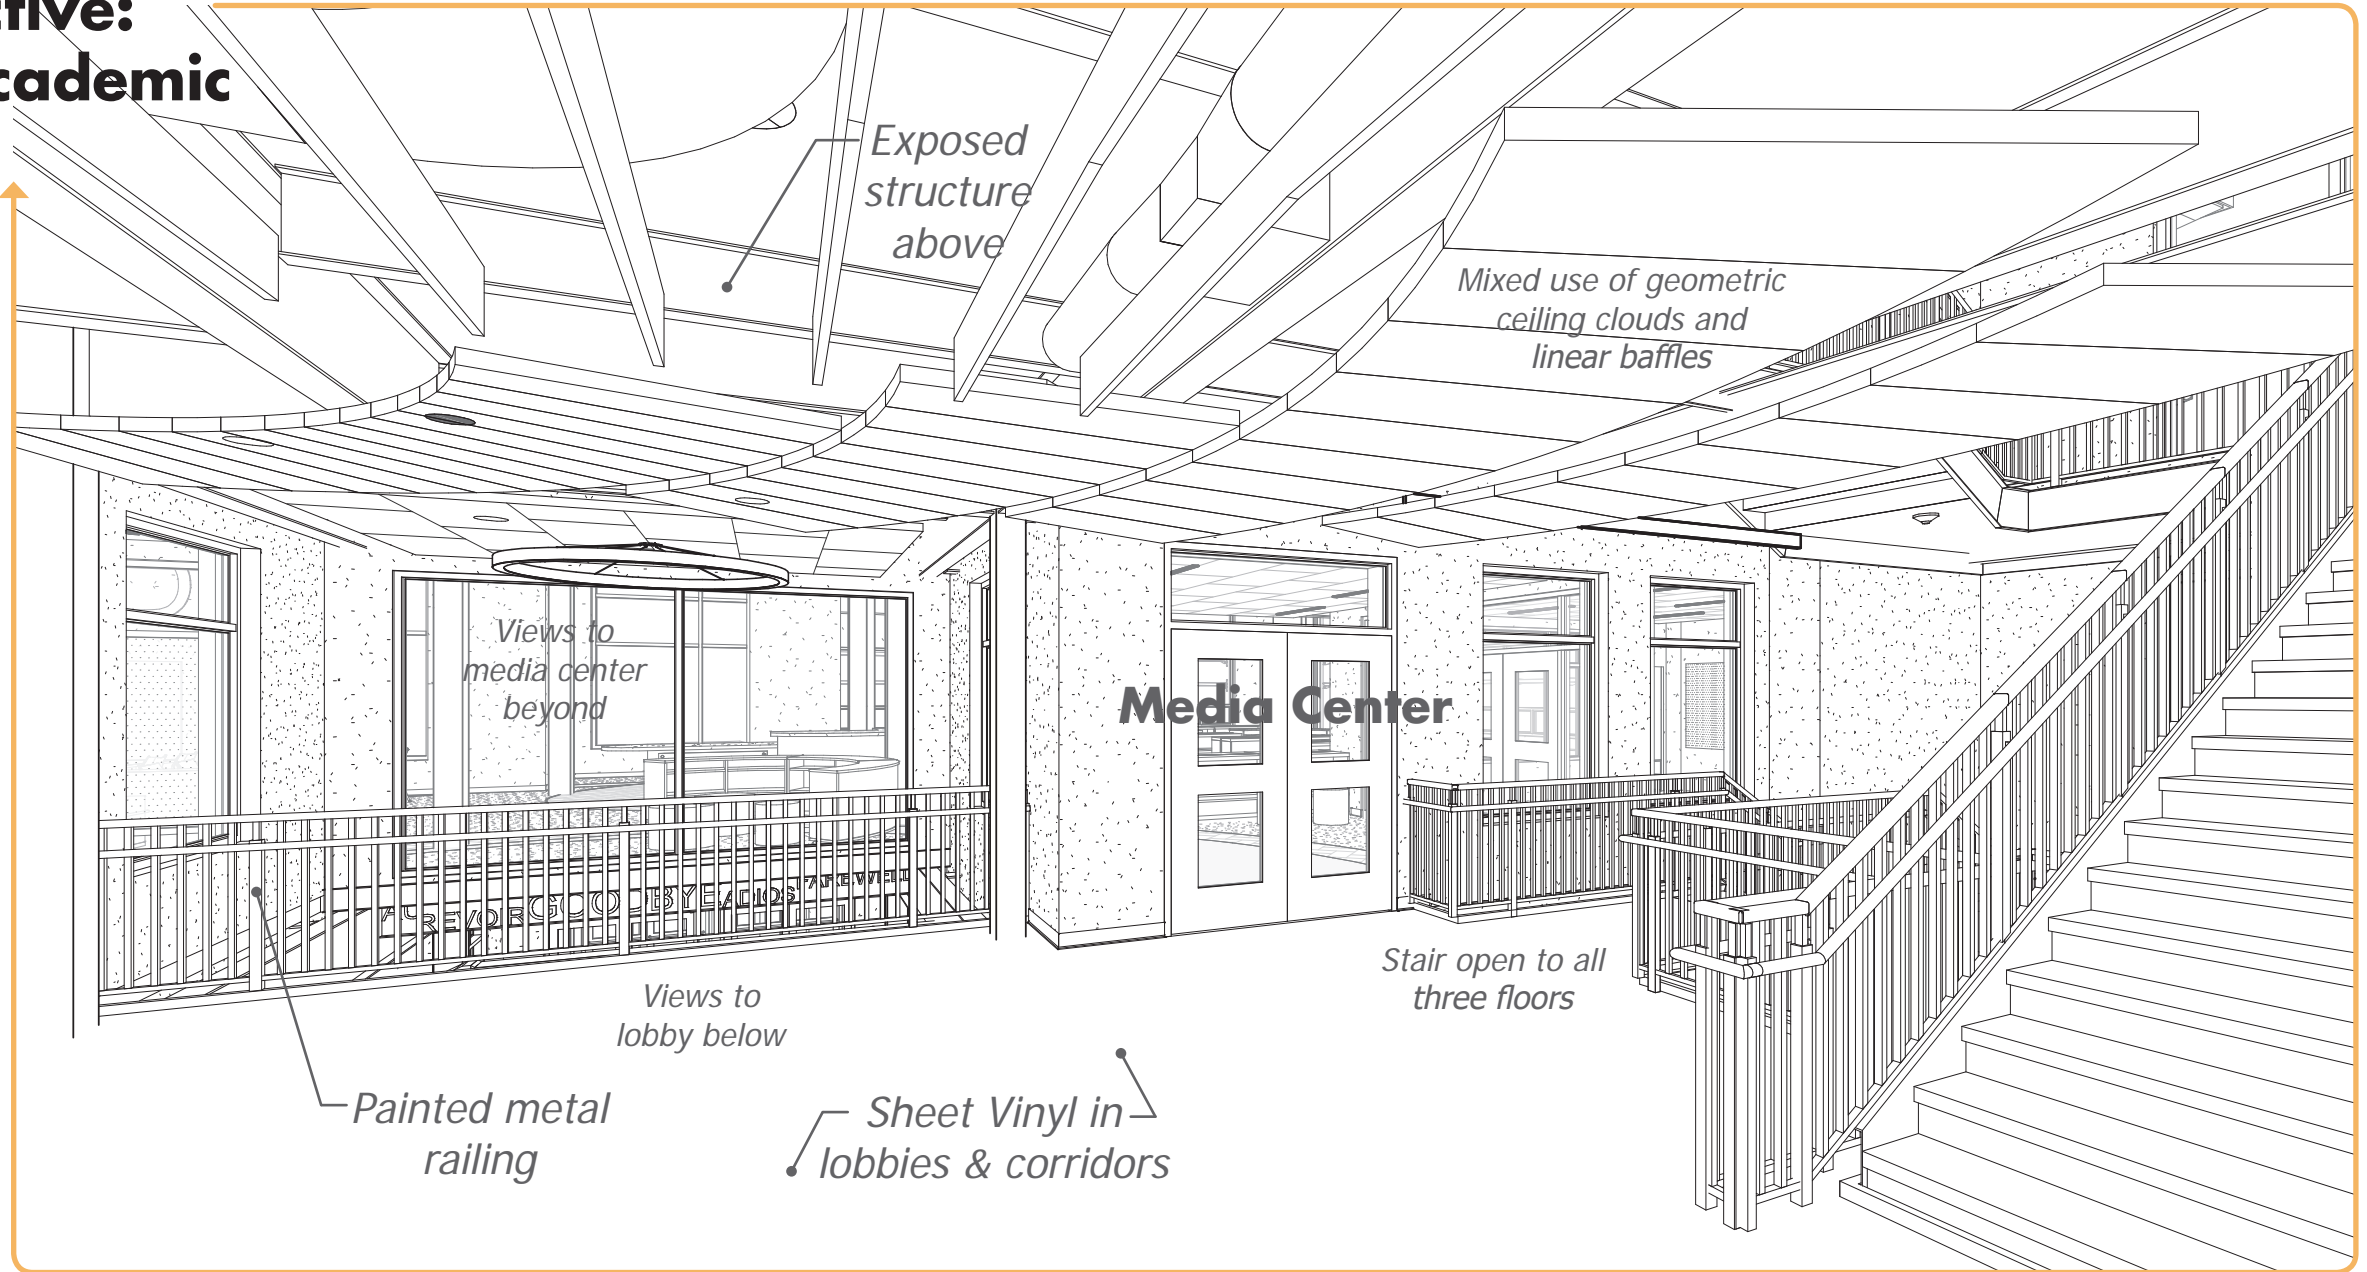 ctive:
cademic
Exposed
structure
above
Mixed use of geometric
ceiling clouds and
linear baffles
Views to
media center
beyond
Media Center
AU REVOIR GOODBYE ADIOS FAREWELL
Stair open to all
three floors
Views to
lobby below
Painted metal
railing
Sheet Vinyl in
lobbies & corridors